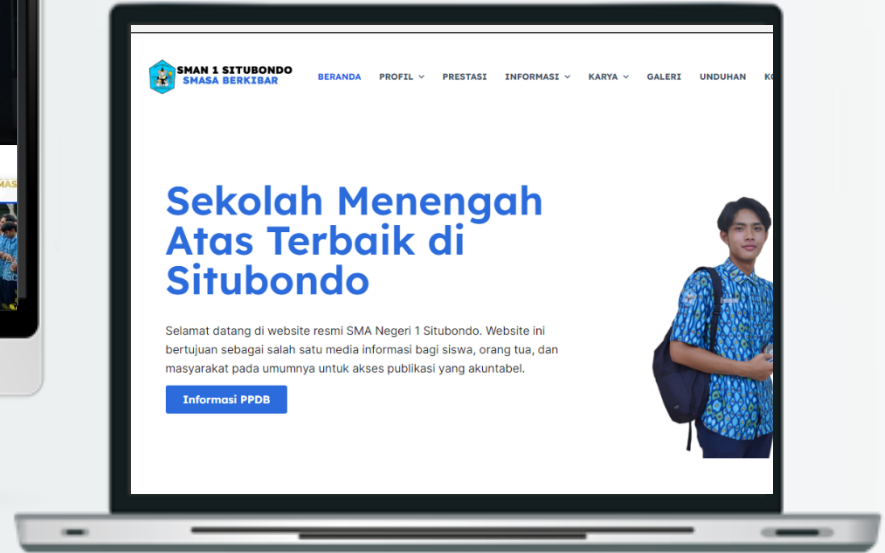 SMAN 1 SITUBONDO
SMASA BERKIBAR
BERANDA PROFIL PRESTASI INFORMASI KARYA GALERI UNDUHAN
Sekolah Menengah
Atas Terbaik di
Situbondo
Selamat datang di website resmi SMA Negeri 1 Situbondo. Website ini
bertujuan sebagai salah satu media informasi bagi siswa, orang tua, dan
masyarakat pada umumnya untuk akses publikasi yang akuntabel.
Informasi PPDB